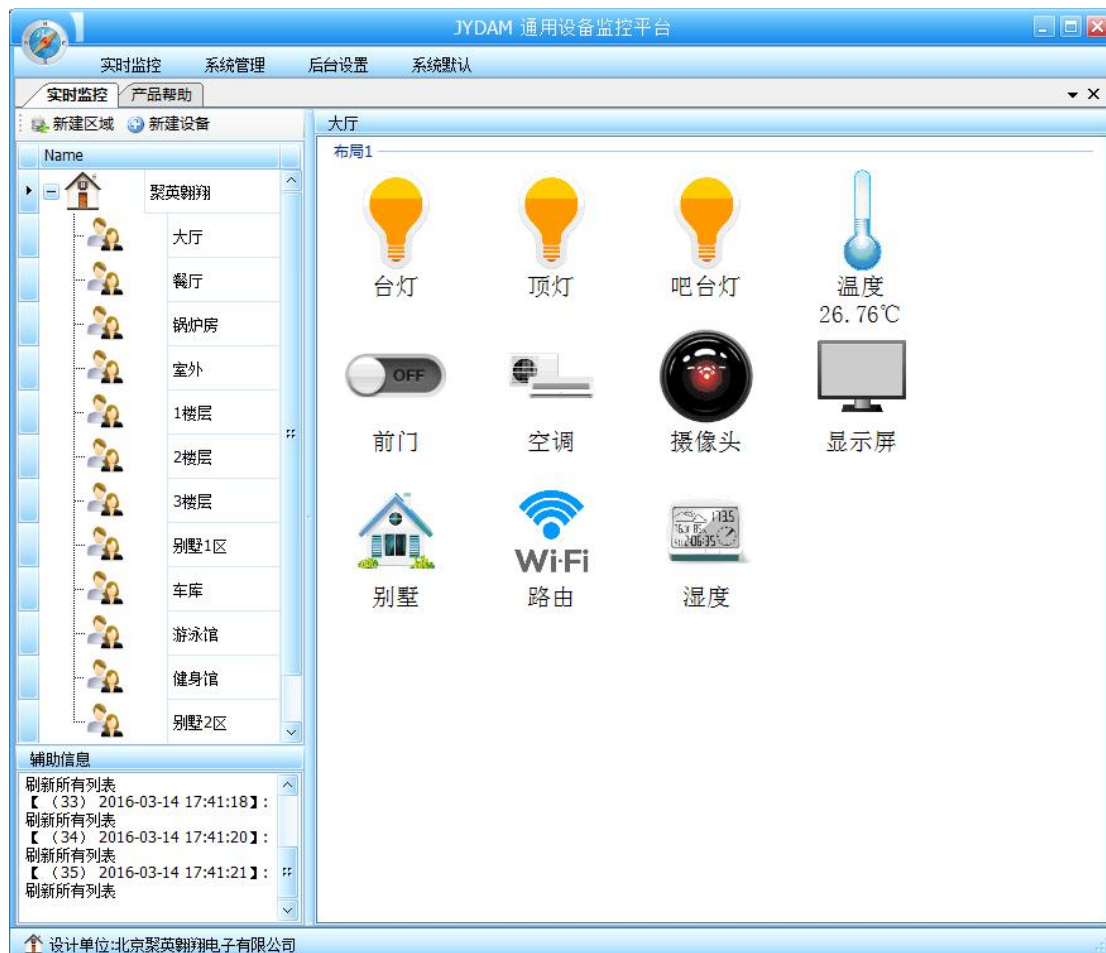 JYDAM 通用设备监控平台
实时监控 系统管理 后台设置 系统默认
实时监控 产品帮助
新建区域 新建设备
大厅
Name
布局1
聚英翱翔
大厅
餐厅
锅炉房
室外
1楼层
2楼层
3楼层
别墅1区
车库
游泳馆
健身馆
别墅2区
台灯 顶灯 吧台灯 温度
26.76℃
OFF
前门 空调 摄像头 显示屏
Wi-Fi
别墅 路由 湿度
辅助信息
刷新所有列表
【 (33) 2016-03-14 17:41:18】:
刷新所有列表
【 (34) 2016-03-14 17:41:20】:
刷新所有列表
【 (35) 2016-03-14 17:41:21】:
刷新所有列表
设计单位:北京聚英翱翔电子有限公司